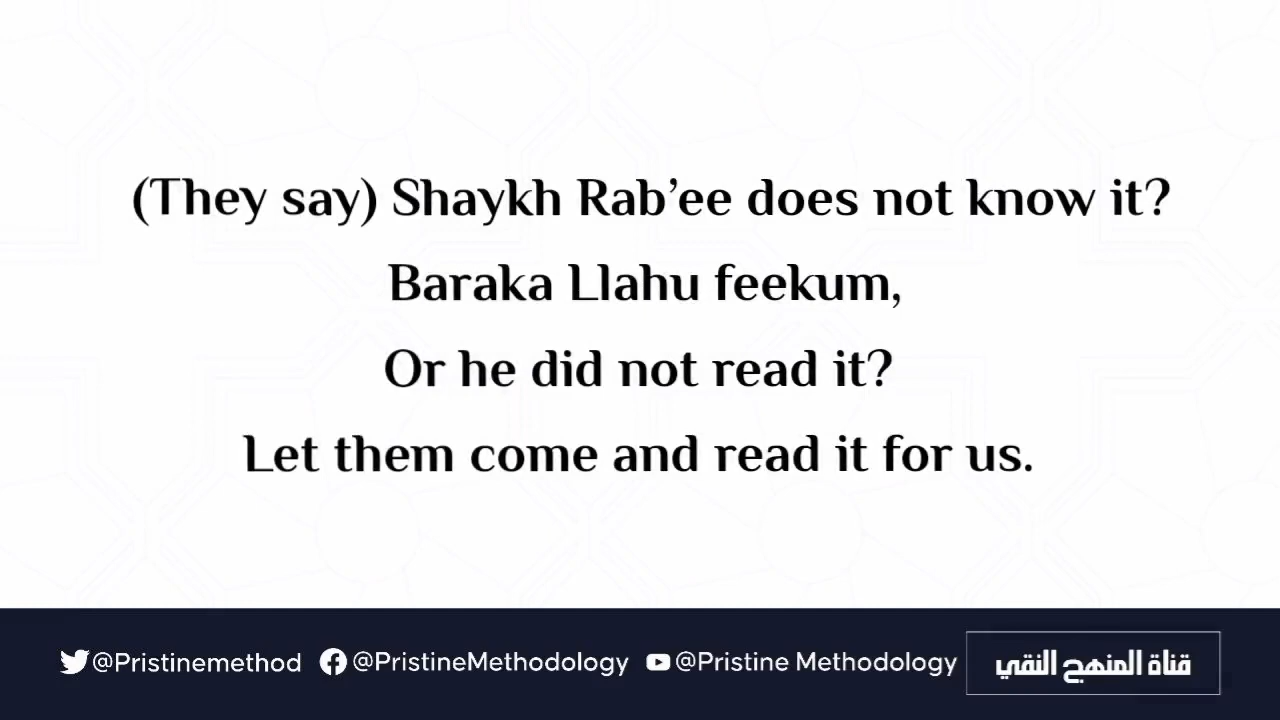 (They say) Shaykh Rab’ee does not know it?
Baraka Llahu feekum,
Or he did not read it?
Let them come and read it for us.
@Pristinemethod @PristineMethodology @Pristine Methodology قناة المنهج النقي